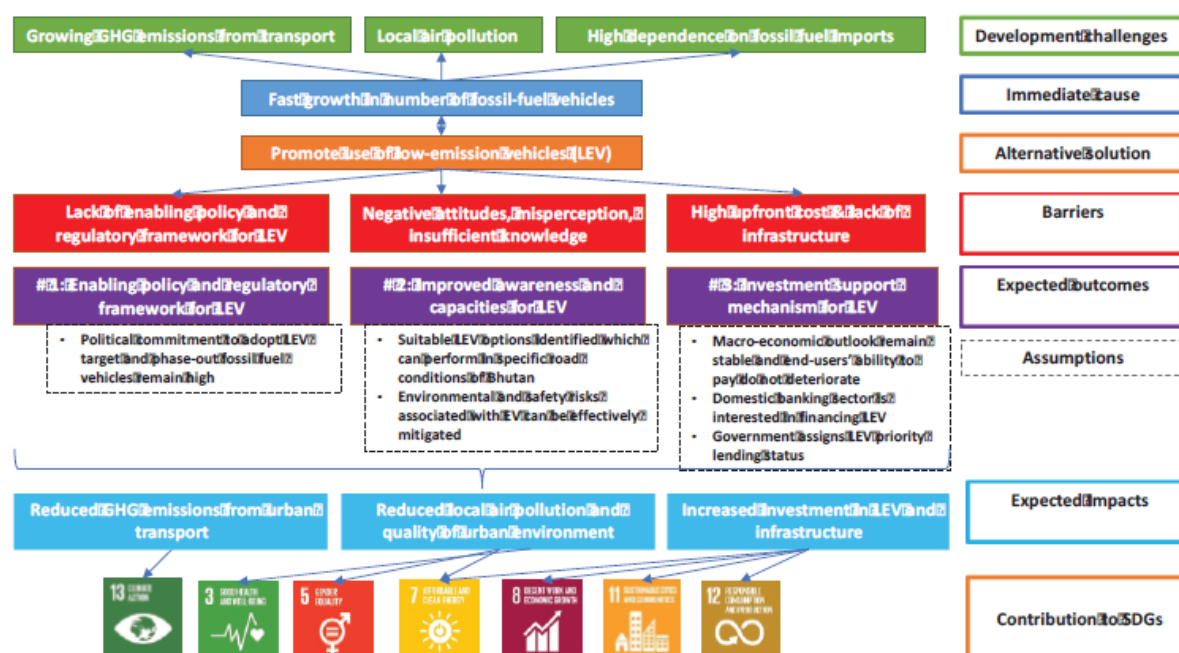 Growing GHG emissions from transport
Local air pollution
High dependence on fossil fuel imports
Development challenges
Fast growth in number of fossil-fuel vehicles
Immediate cause
Promote use of low-emission vehicles (LEV)
Alternative solution
Lack of enabling policy and
regulatory framework for LEV
Negative attitudes, misperception,
insufficient knowledge
High upfront cost & lack of
infrastructure
Barriers
# 1: Enabling policy and regulatory
framework for LEV
# 2: Improved awareness and
capacities for LEV
# 3: Investment support
mechanism for LEV
Expected outcomes
• Political commitment to adopt LEV
target and phase-out fossil fuel
vehicles remain high
• Suitable LEV options identified which
can perform in specific road
conditions of Bhutan
• Environmental and safety risks
associated with EV can be effectively
mitigated
• Macro-economic outlook remain
stable and end-users' ability to
pay do not deteriorate
• Domestic banking sector is
interested in financing LEV
• Government assigns LEV priority
lending status
Assumptions
Reduced GHG emissions from urban
transport
Reduced local air pollution and
quality of urban environment
Increased investment in LEV and
infrastructure
Expected Impacts
13 CLIMATE
ACTION
3 GOOD HEALTH
AND WELL-BEING
5 GENDER
EQUALITY
7 AFFORDABLE AND
CLEAN ENERGY
8 DECENT WORK AND
ECONOMIC GROWTH
11 SUSTAINABLE CITIES
AND COMMUNITIES
12 RESPONSIBLE
CONSUMPTION
AND PRODUCTION
Contribution to SDGs